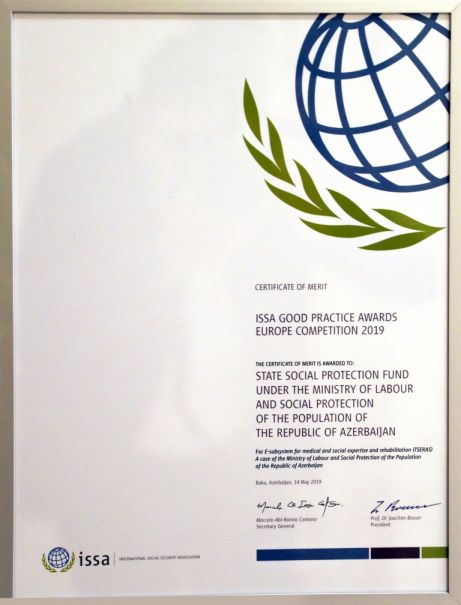 CERTIFICATE OF MERIT
ISSA GOOD PRACTICE AWARDS
EUROPE COMPETITION 2019
THE CERTIFICATE OF MERIT IS AWARDED TO:
STATE SOCIAL PROTECTION FUND
UNDER THE MINISTRY OF LABOUR
AND SOCIAL PROTECTION
OF THE POPULATION OF
THE REPUBLIC OF AZERBAIJAN
For E-subsystem for medical and social expertise and rehabilitation (TSERAS)
A case of the Ministry of Labour and Social Protection of the Population
of the Republic of Azerbaijan
Baku, Azerbaijan, 14 May 2019
Marcelo Abi-Ramia Caetano
Secretary General
Prof. Dr Joachim Breuer
President
issa
INTERNATIONAL SOCIAL SECURITY ASSOCIATION